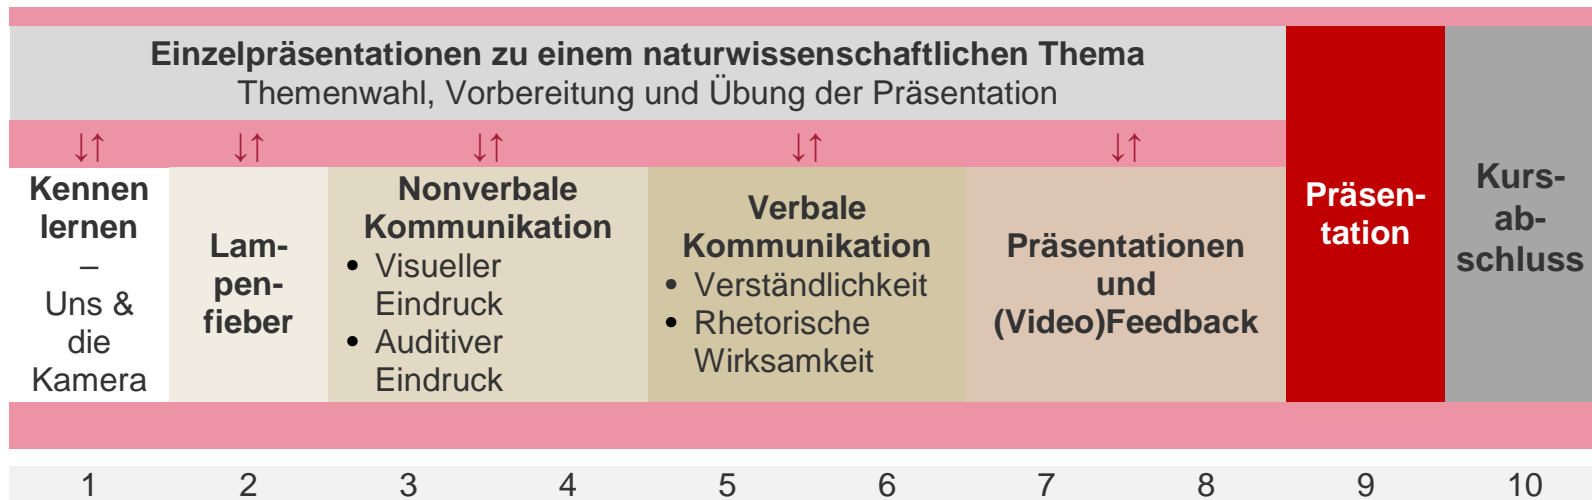 Einzelpräsentationen zu einem naturwissenschaftlichen Thema
Themenwahl, Vorbereitung und Übung der Präsentation
↓↑ ↓↑ ↓↑ ↓↑ ↓↑
Kennen
lernen
–
Uns &
die
Kamera
Lam-
pen-
fieber
Nonverbale
Kommunikation
• Visueller
Eindruck
• Auditiver
Eindruck
Verbale
Kommunikation
• Verständlichkeit
• Rhetorische
Wirksamkeit
Präsentationen
und
(Video)Feedback
Präsen-
tation
Kurs-
ab-
schluss
1 2 3 4 5 6 7 8 9 10